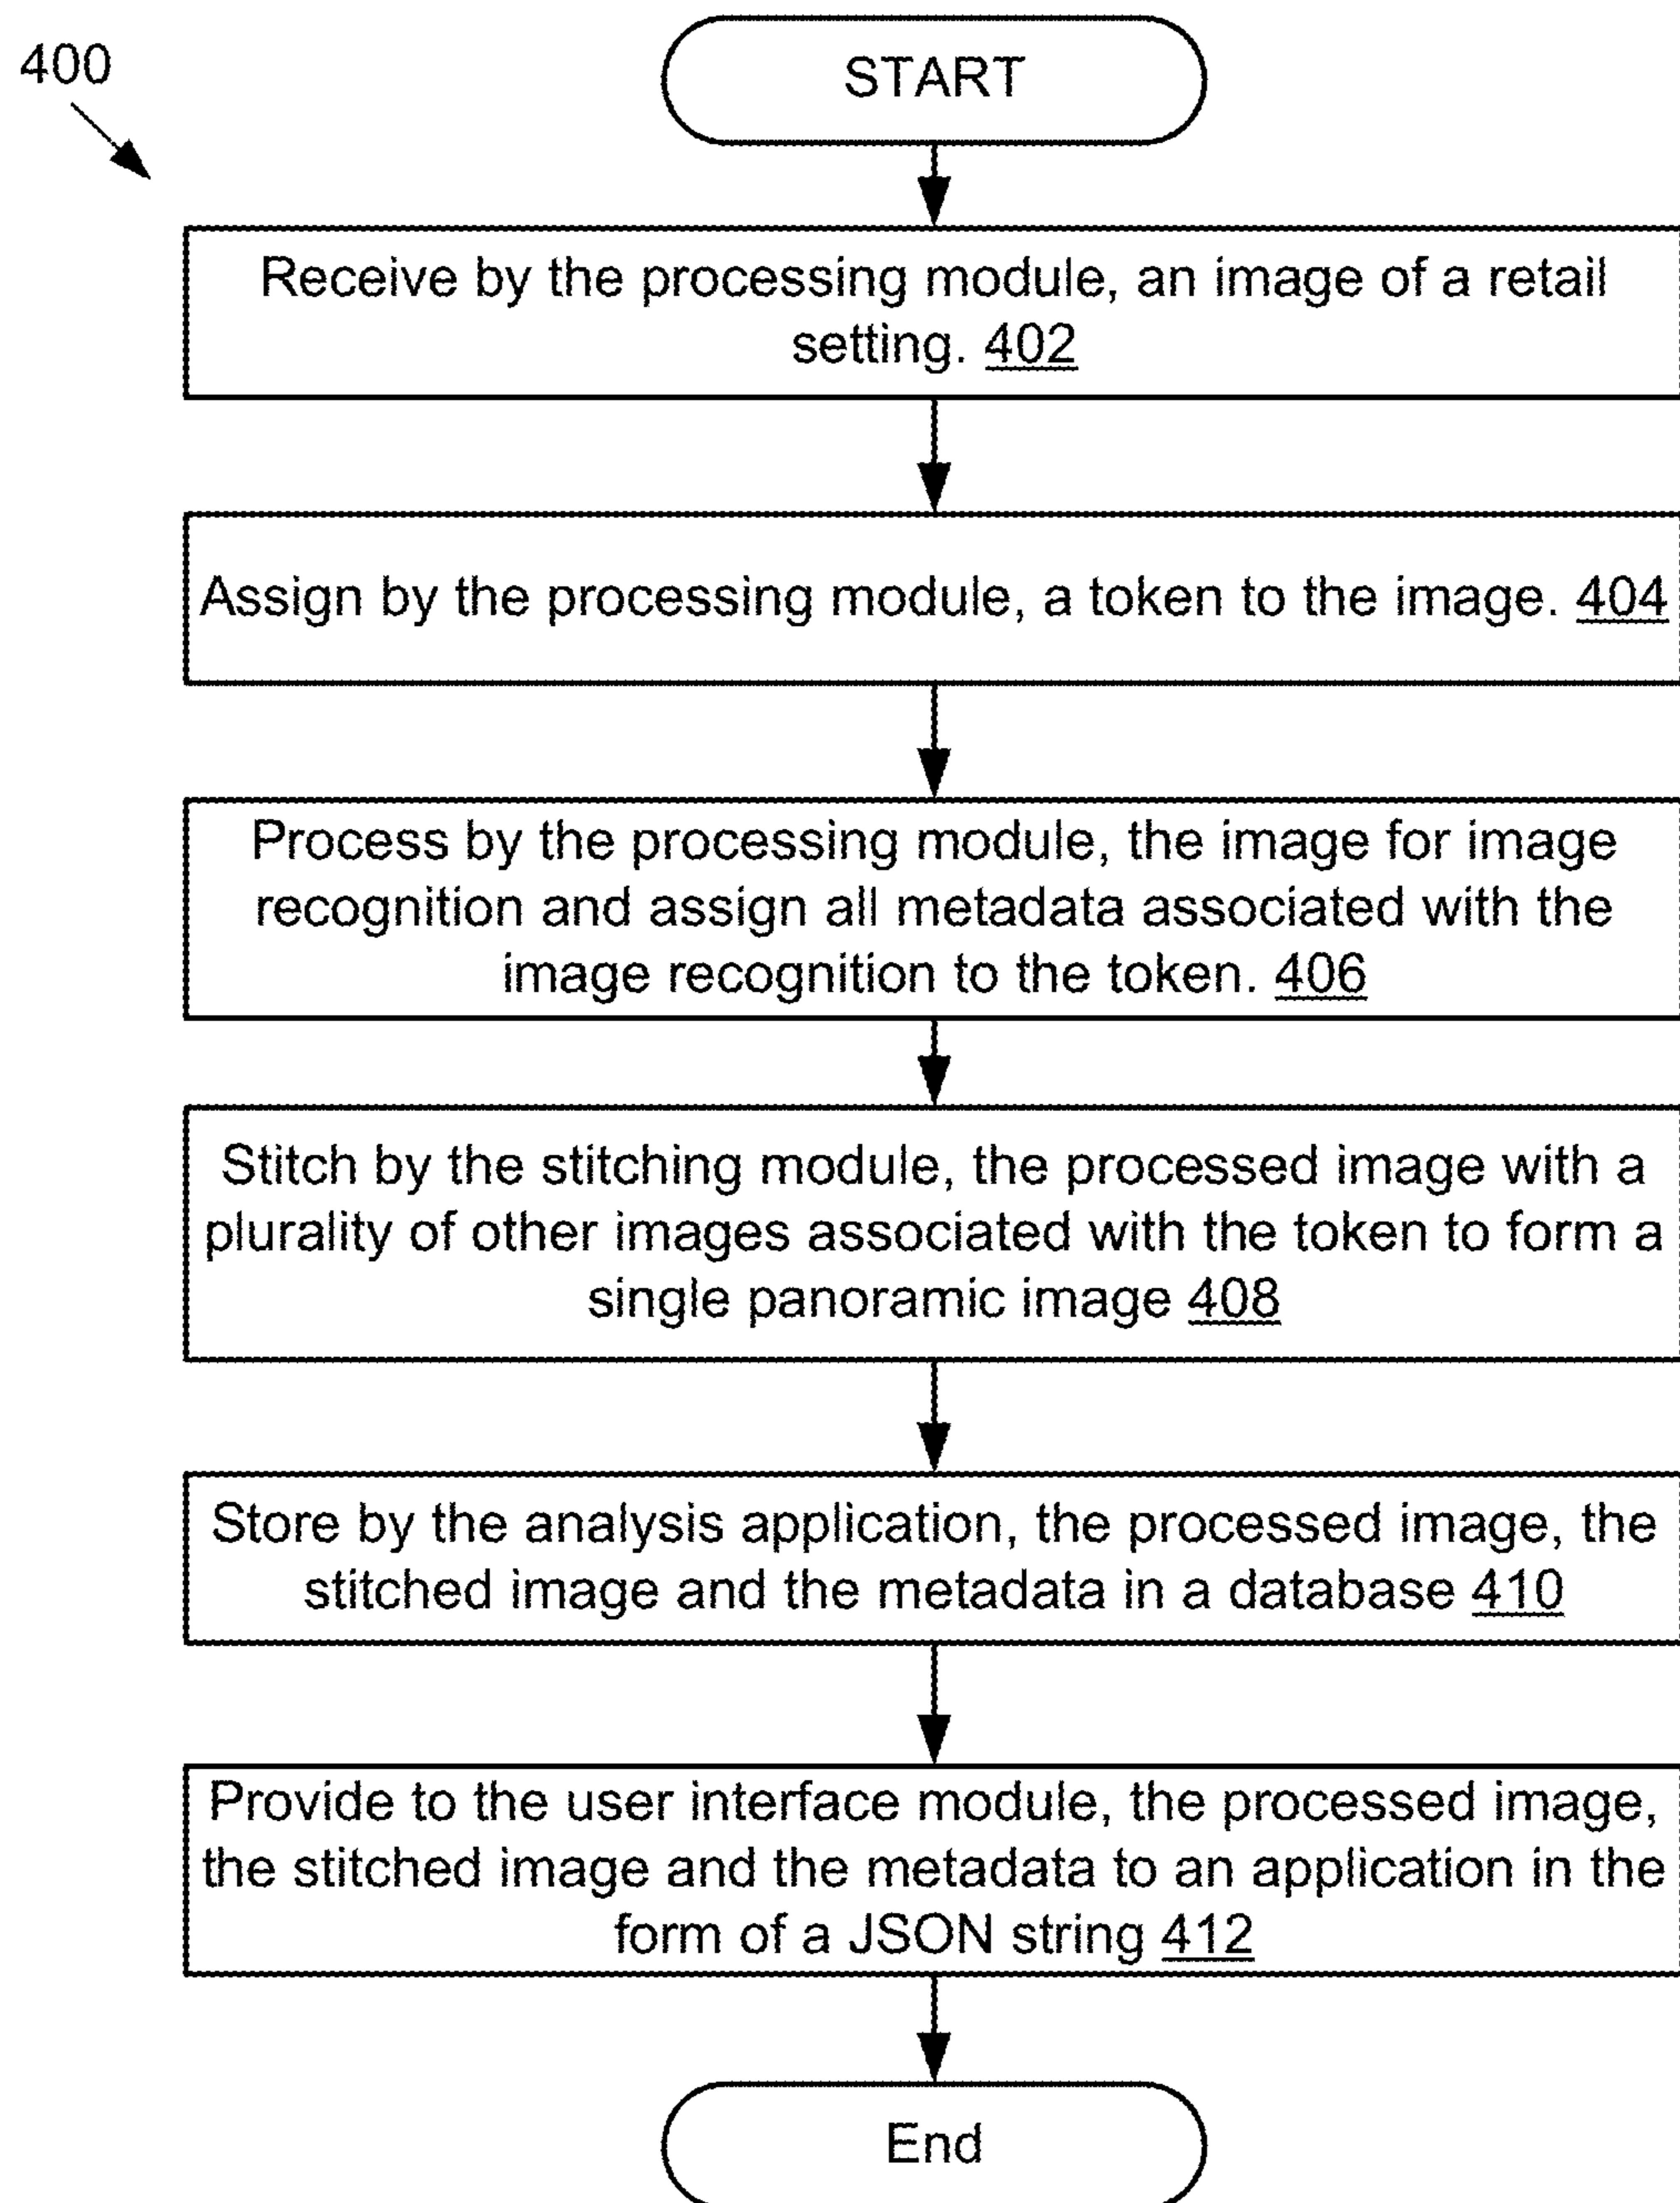 400
START
Receive by the processing module, an image of a retail
setting. 402
Assign by the processing module, a token to the image. 404
Process by the processing module, the image for image
recognition and assign all metadata associated with the
image recognition to the token. 406
Stitch by the stitching module, the processed image with a
plurality of other images associated with the token to form a
single panoramic image 408
Store by the analysis application, the processed image, the
stitched image and the metadata in a database 410
Provide to the user interface module, the processed image,
the stitched image and the metadata to an application in the
form of a JSON string 412
End